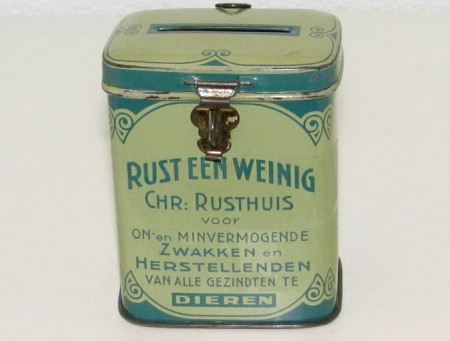 RUST EEN WEINIG
CHR: RUSTHUIS
VOOR
ON- en MINVERMOGENDE
ZWAKKEN en
HERSTELLENDEN
VAN ALLE GEZINDTEN TE
DIEREN